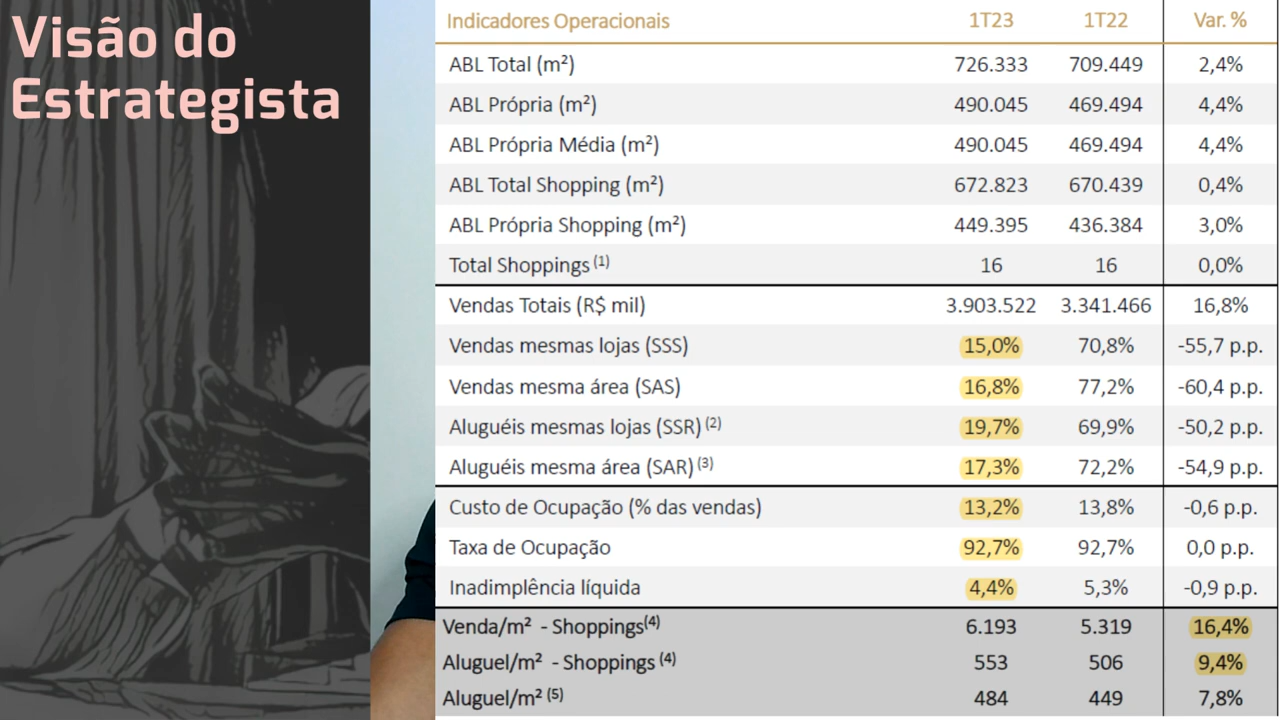 Visão do
Estrategista
Indicadores Operacionais 1T23 1T22 Var. %
ABL Total (m²) 726.333 709.449 2,4%
ABL Própria (m²) 490.045 469.494 4,4%
ABL Própria Média (m²) 490.045 469.494 4,4%
ABL Total Shopping (m²) 672.823 670.439 0,4%
ABL Própria Shopping (m²) 449.395 436.384 3,0%
Total Shoppings (1) 16 16 0,0%
Vendas Totais (R$ mil) 3.903.522 3.341.466 16,8%
Vendas mesmas lojas (SSS) 15,0% 70,8% -55,7 p.p.
Vendas mesma área (SAS) 16,8% 77,2% -60,4 p.p.
Aluguéis mesmas lojas (SSR) (2) 19,7% 69,9% -50,2 p.p.
Aluguéis mesma área (SAR) (3) 17,3% 72,2% -54,9 p.p.
Custo de Ocupação (% das vendas) 13,2% 13,8% -0,6 p.p.
Taxa de Ocupação 92,7% 92,7% 0,0 p.p.
Inadimplência líquida 4,4% 5,3% -0,9 p.p.
Venda/m² - Shoppings(4) 6.193 5.319 16,4%
Aluguel/m² - Shoppings (4) 553 506 9,4%
Aluguel/m² (5) 484 449 7,8%